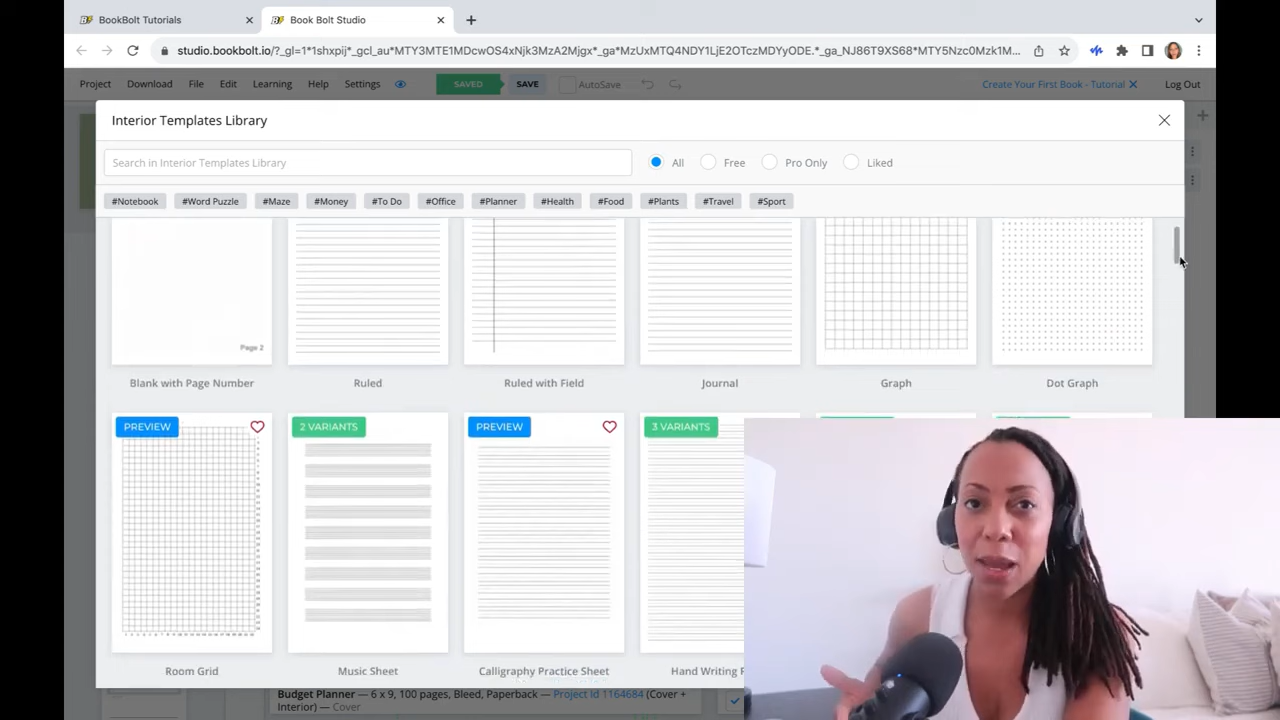 BookBolt Tutorials
Book Bolt Studio
studio.bookbolt.io/?_gl=1*1shxpij*_gcl_au*MTY3MTE1MDcwOS4xNjk3MzA2Mjgx*_ga*MzUxMTQ4NDY1LjE2OTczMDYyODE.*_ga_NJ86T9XS68*MTY5Nzc0Mzk1M...
Project Download File Edit Learning Help Settings SAVED SAVE AutoSave Create Your First Book - Tutorial Log Out
Interior Templates Library
Search in Interior Templates Library All Free Pro Only Liked
#Notebook #Word Puzzle #Maze #Money #To Do #Office #Planner #Health #Food #Plants #Travel #Sport
Page 2
Blank with Page Number Ruled Ruled with Field Journal Graph Dot Graph
PREVIEW 2 VARIANTS PREVIEW 3 VARIANTS
Room Grid Music Sheet Calligraphy Practice Sheet Hand Writing
Budget Planner — 6 x 9, 100 pages, Bleed, Paperback — Project Id 1164684 (Cover +
Interior) — Cover